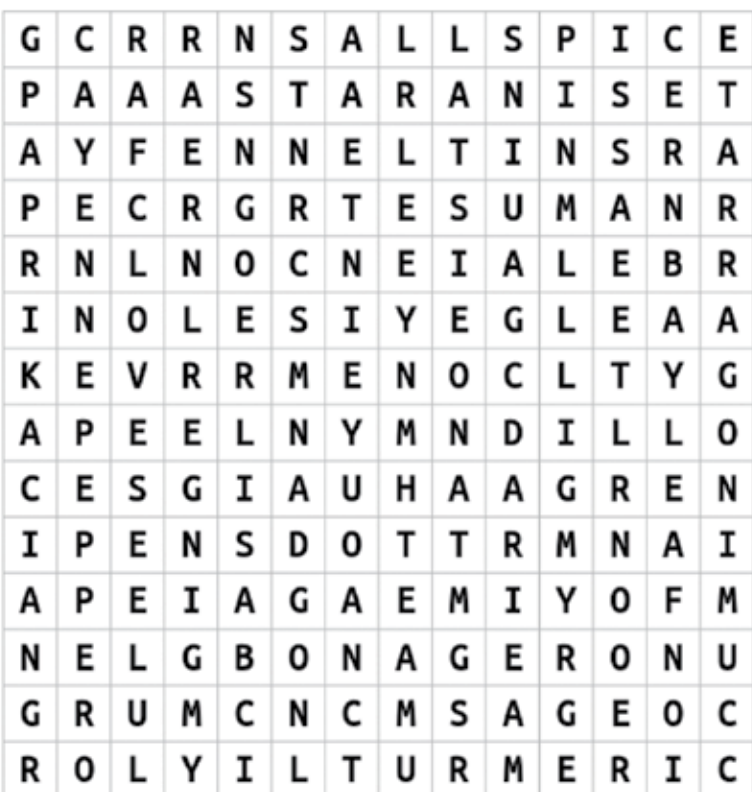 G C R R N S A L L S P I C E
P A A A S T A R A N I S E T
A Y F E N N E L T I N S R A
P E C R G R T E S U M A N R
R N L N O C N E I A L E B R
I N O L E S I Y E G L E A A
K E V R R M E N O C L T Y G
A P E E L N Y M N D I L L O
C E S G I A U H A A G R E N
I P E N S D O T T R M N A I
A P E I A G A E M I Y O F M
N E L G B O N A G E R O N U
G R U M C N C M S A G E O C
R O L Y I L T U R M E R I C